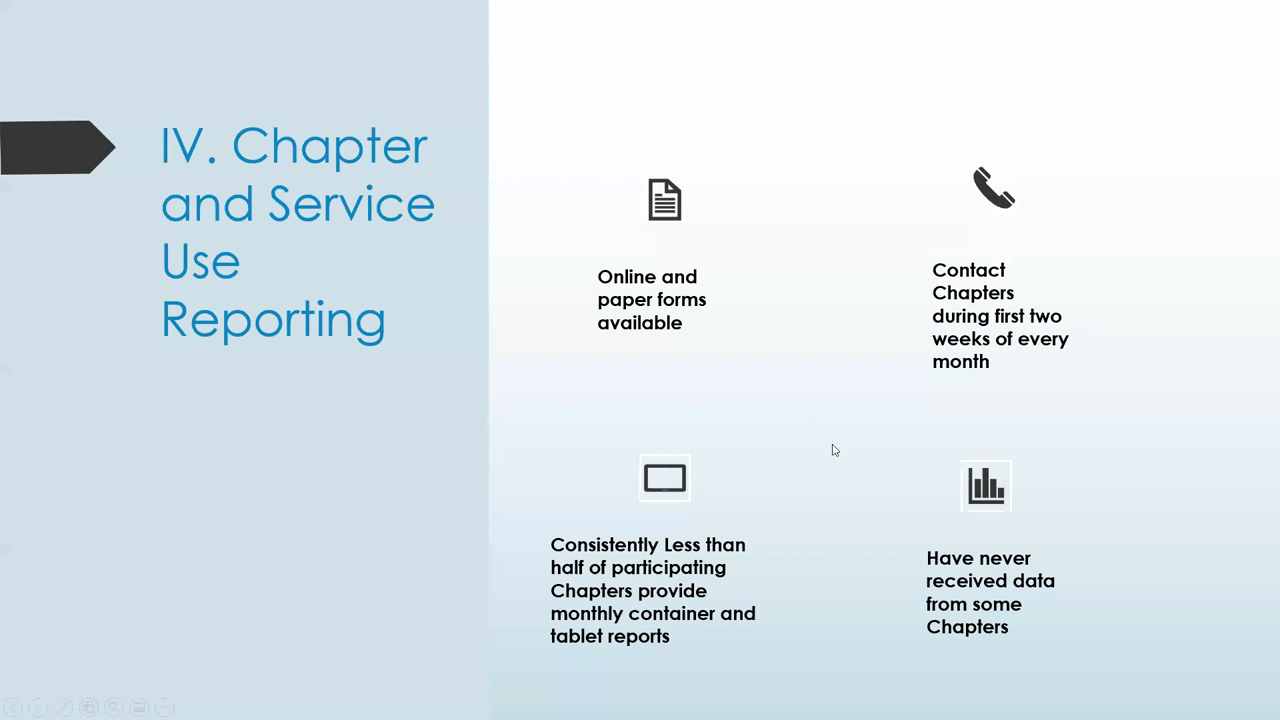 IV. Chapter
and Service
Use
Reporting
Online and
paper forms
available
Contact
Chapters
during first two
weeks of every
month
Consistently Less than
half of participating
Chapters provide
monthly container and
tablet reports
Have never
received data
from some
Chapters